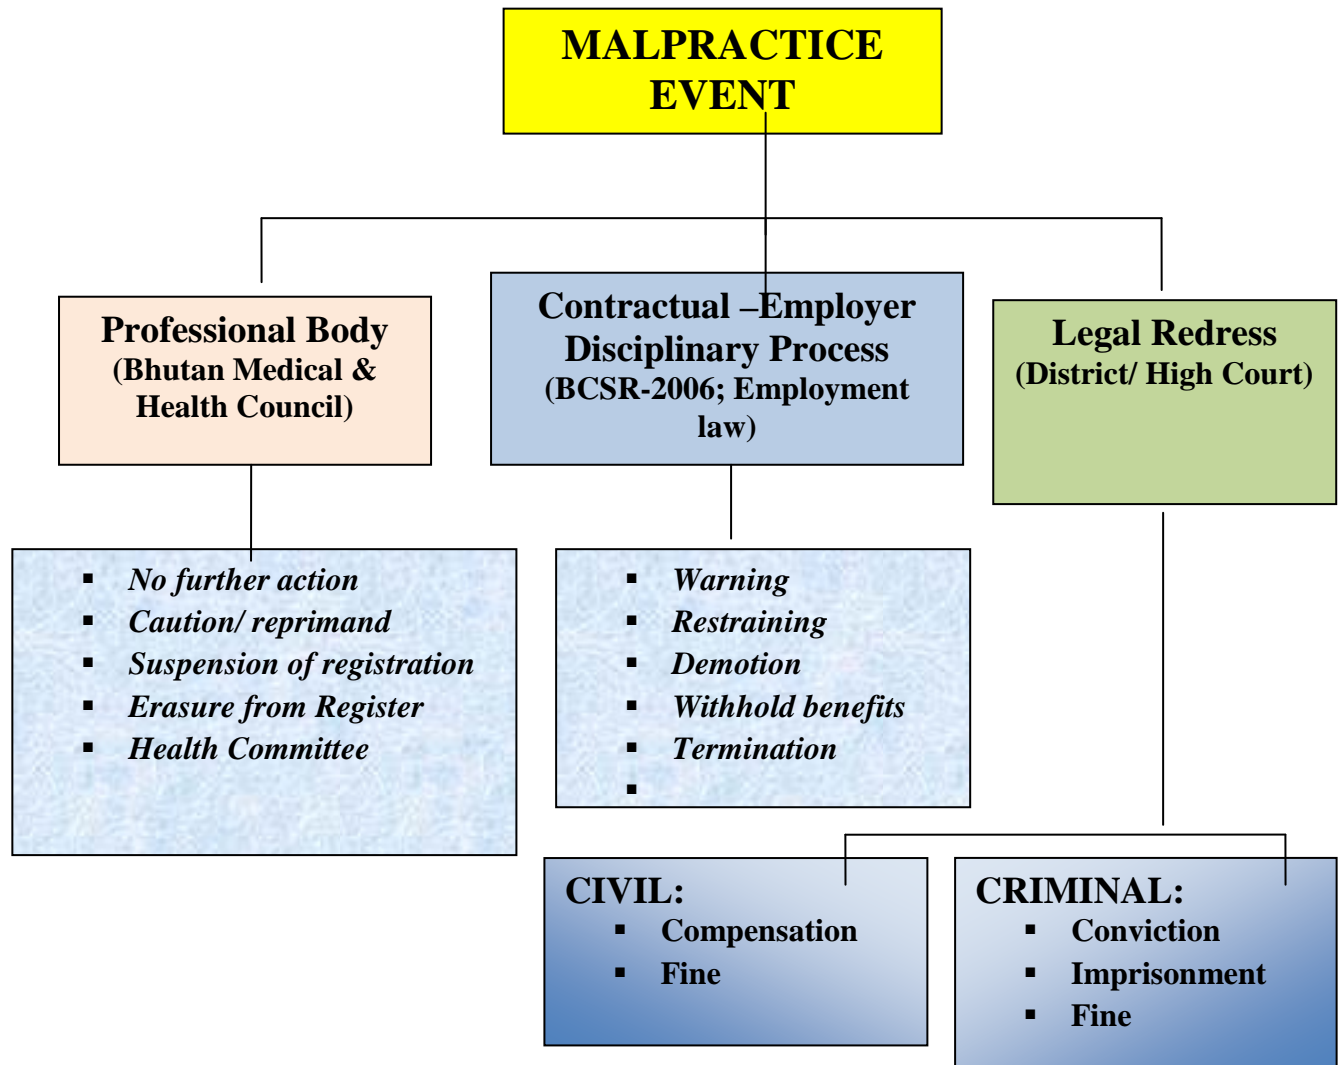 MALPRACTICE
EVENT
Professional Body
(Bhutan Medical &
Health Council)
Contractual –Employer
Disciplinary Process
(BCSR-2006; Employment
law)
Legal Redress
(District/ High Court)
▪ No further action
▪ Caution/ reprimand
▪ Suspension of registration
▪ Erasure from Register
▪ Health Committee
▪ Warning
▪ Restraining
▪ Demotion
▪ Withhold benefits
▪ Termination
▪
CIVIL:
▪ Compensation
▪ Fine
CRIMINAL:
▪ Conviction
▪ Imprisonment
▪ Fine